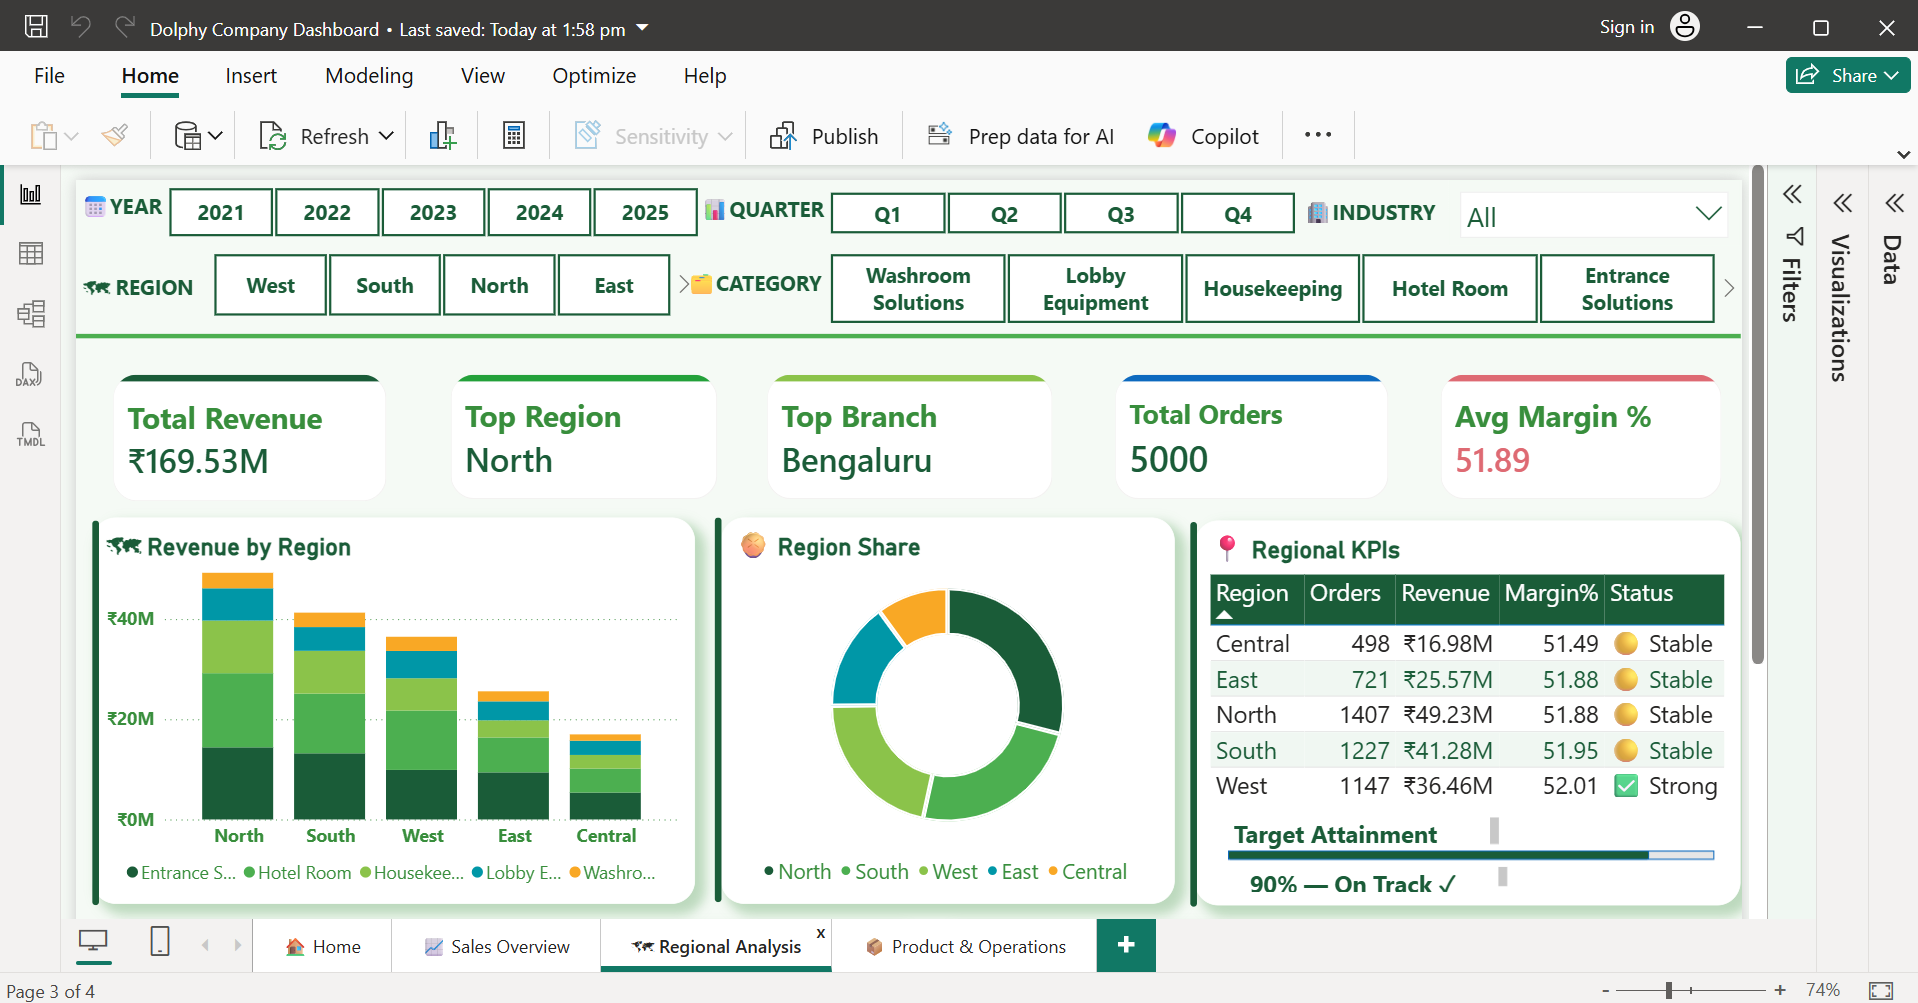 Dolphy Company Dashboard • Last saved: Today at 1:58 pm
Sign in
File Home Insert Modeling View Optimize Help
Share
Refresh Sensitivity Publish Prep data for AI Copilot
YEAR 2021 2022 2023 2024 2025 QUARTER Q1 Q2 Q3 Q4 INDUSTRY All
REGION West South North East CATEGORY
Washroom Solutions
Lobby Equipment
Housekeeping
Hotel Room
Entrance Solutions
Filters
Visualizations
Data
DAX
TMDL
Total Revenue
₹169.53M
Top Region
North
Top Branch
Bengaluru
Total Orders
5000
Avg Margin %
51.89
Revenue by Region
₹40M
₹20M
₹0M
North South West East Central
Entrance S... Hotel Room Housekee... Lobby E... Washro...
Region Share
North South West East Central
Regional KPIs
Region Orders Revenue Margin% Status
Central 498 ₹16.98M 51.49 Stable
East 721 ₹25.57M 51.88 Stable
North 1407 ₹49.23M 51.88 Stable
South 1227 ₹41.28M 51.95 Stable
West 1147 ₹36.46M 52.01 Strong
Target Attainment
90% — On Track ✓
Home Sales Overview Regional Analysis x Product & Operations +
Page 3 of 4
- + 74%